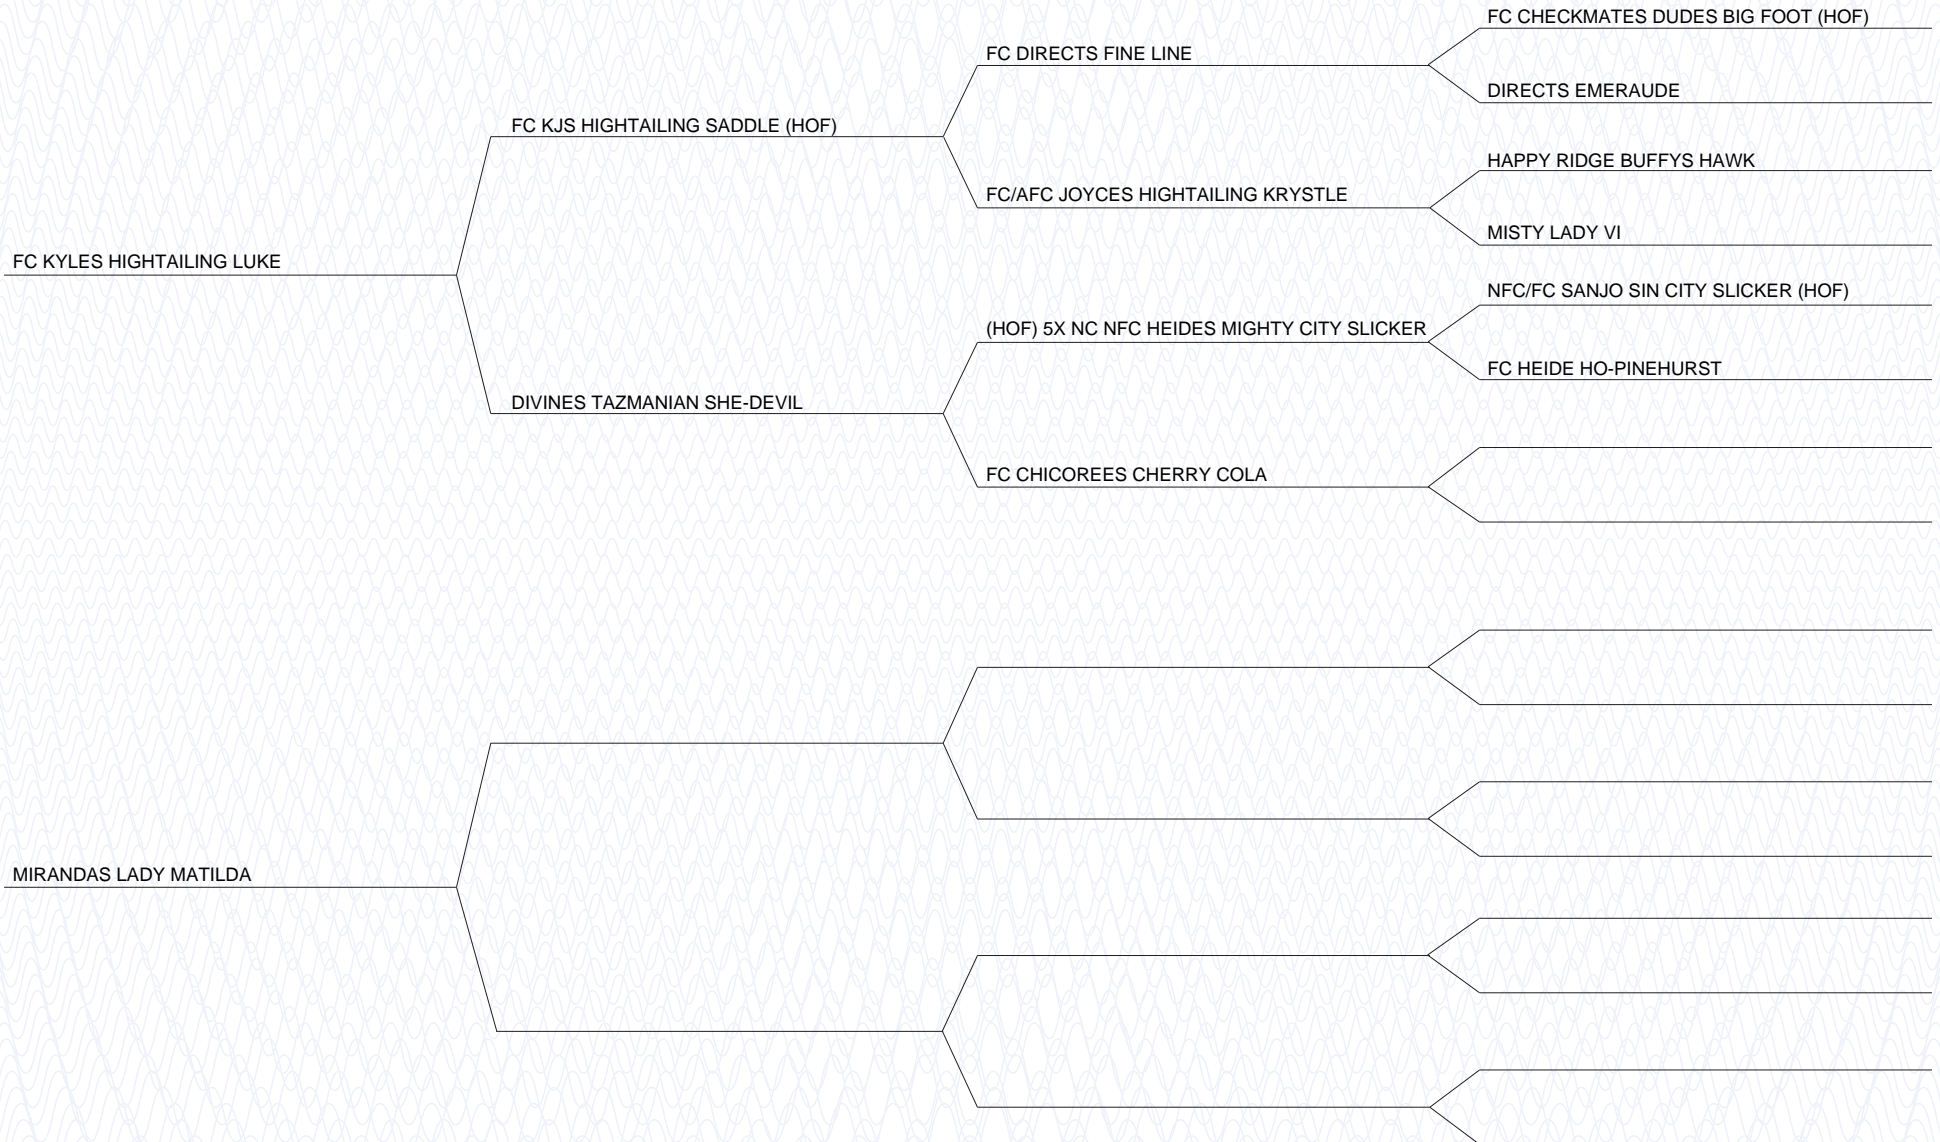 FC CHECKMATES DUDES BIG FOOT (HOF)
FC DIRECTS FINE LINE
DIRECTS EMERAUDE
FC KJS HIGHTAILING SADDLE (HOF)
HAPPY RIDGE BUFFYS HAWK
FC/AFC JOYCES HIGHTAILING KRYSTLE
MISTY LADY VI
FC KYLES HIGHTAILING LUKE
NFC/FC SANJO SIN CITY SLICKER (HOF)
(HOF) 5X NC NFC HEIDES MIGHTY CITY SLICKER
FC HEIDE HO-PINEHURST
DIVINES TAZMANIAN SHE-DEVIL
FC CHICOREES CHERRY COLA
MIRANDAS LADY MATILDA